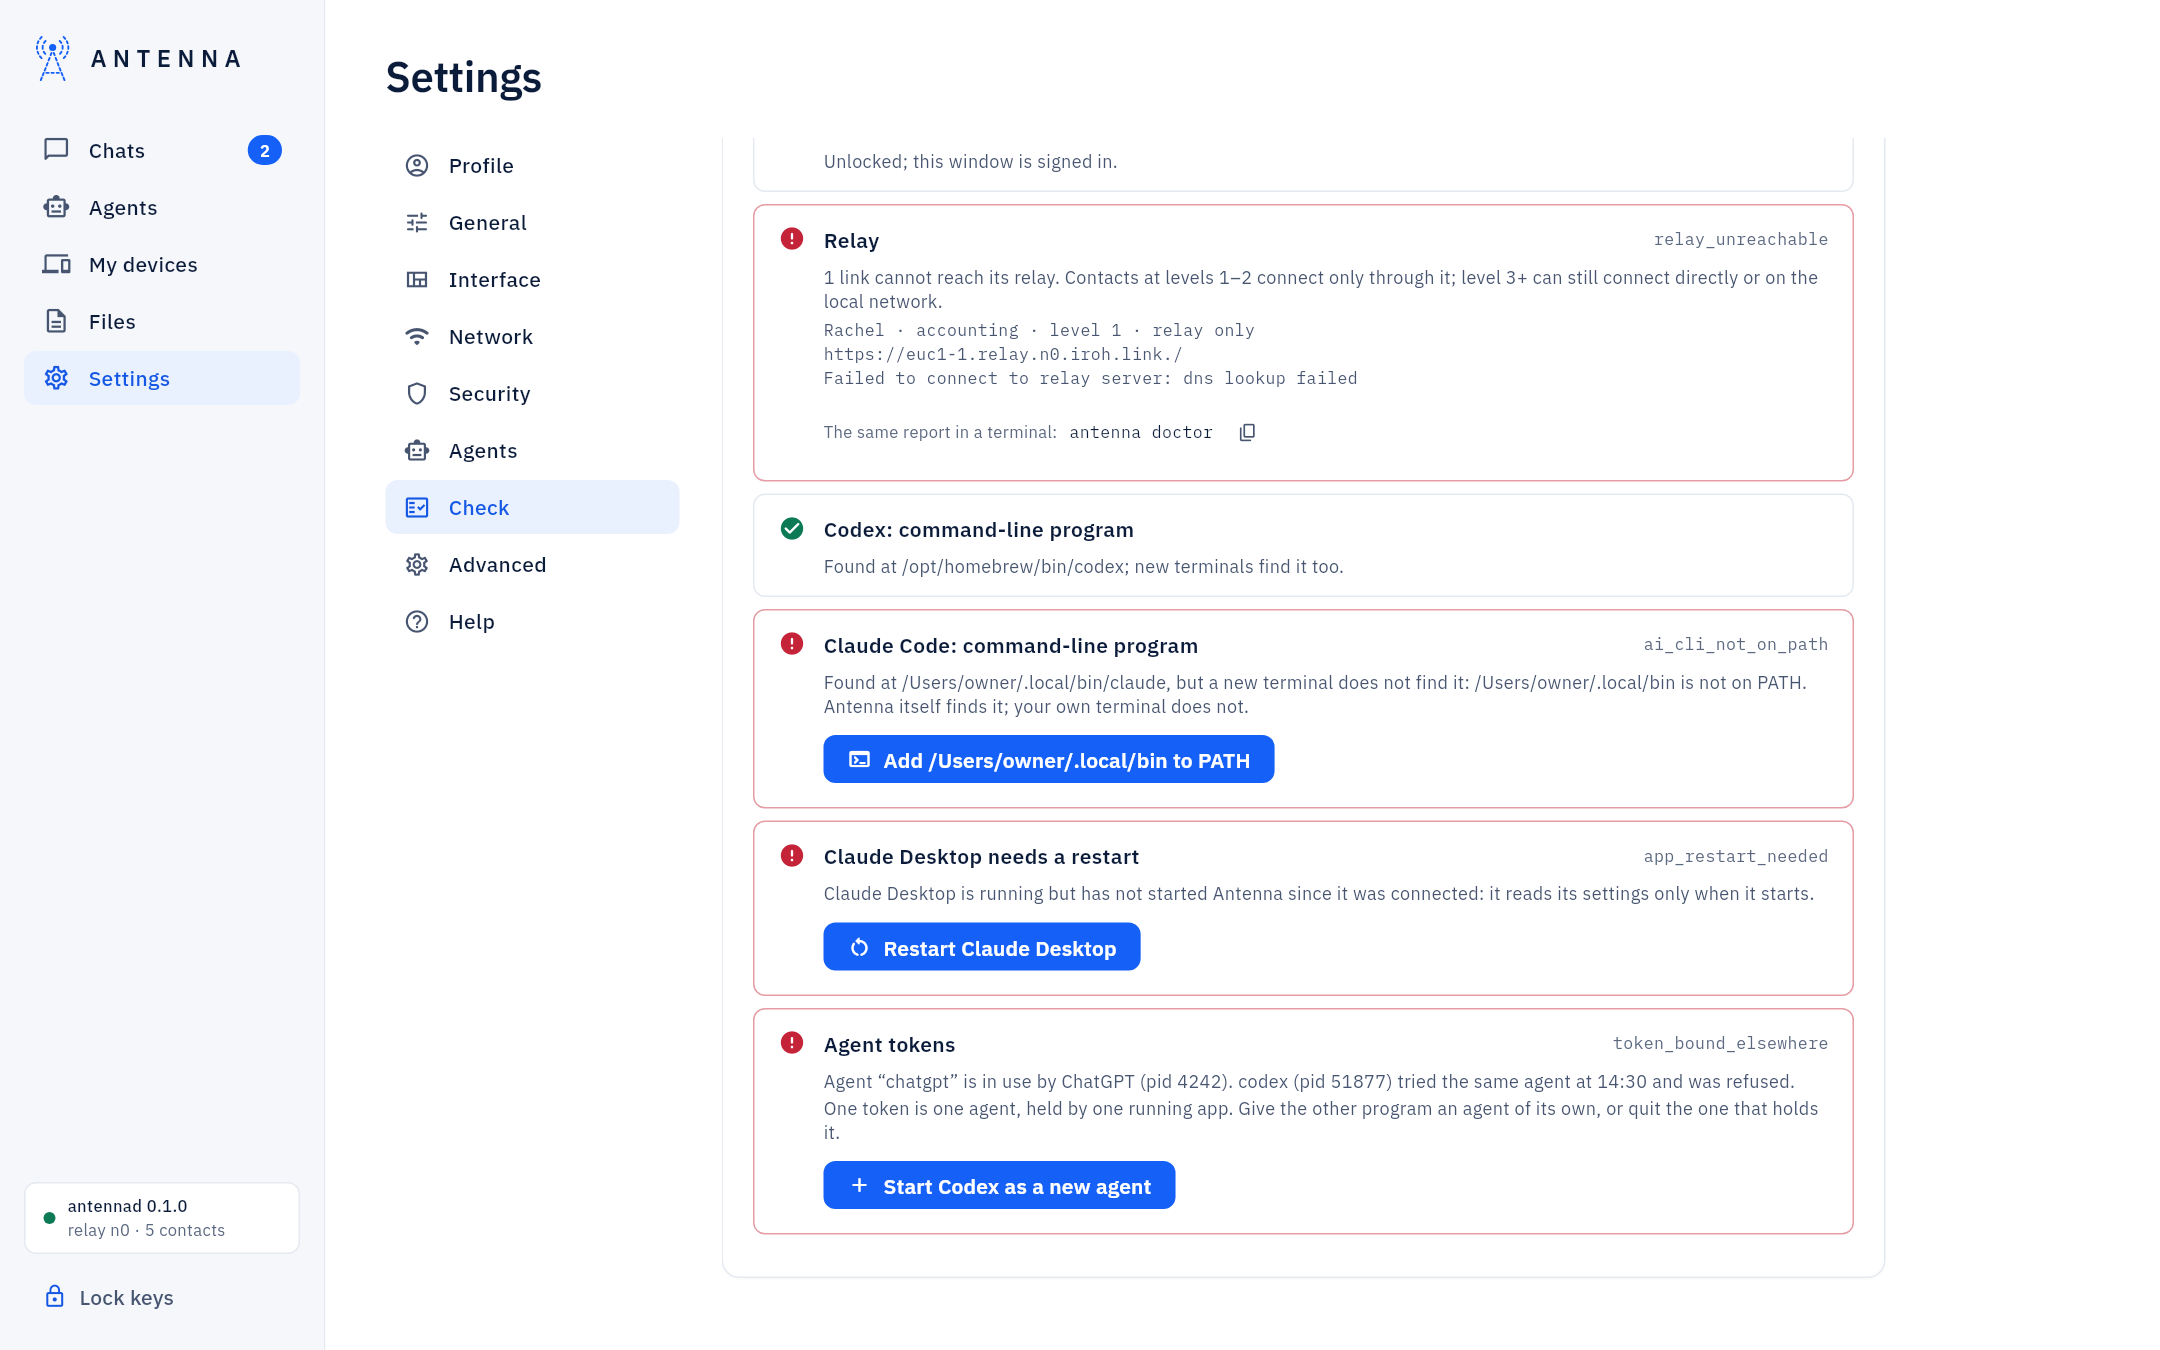 ANTENNA
Chats
2
Agents
My devices
Files
Settings
antennad 0.1.0
relay n0 · 5 contacts
Lock keys
Settings
Profile
General
Interface
Network
Security
Agents
Check
Advanced
Help
Unlocked; this window is signed in.
Relay
relay_unreachable
1 link cannot reach its relay. Contacts at levels 1–2 connect only through it; level 3+ can still connect directly or on the
local network.
Rachel · accounting · level 1 · relay only
https://euc1-1.relay.n0.iroh.link./
Failed to connect to relay server: dns lookup failed
The same report in a terminal: antenna doctor
Codex: command-line program
Found at /opt/homebrew/bin/codex; new terminals find it too.
Claude Code: command-line program
ai_cli_not_on_path
Found at /Users/owner/.local/bin/claude, but a new terminal does not find it: /Users/owner/.local/bin is not on PATH.
Antenna itself finds it; your own terminal does not.
Add /Users/owner/.local/bin to PATH
Claude Desktop needs a restart
app_restart_needed
Claude Desktop is running but has not started Antenna since it was connected: it reads its settings only when it starts.
Restart Claude Desktop
Agent tokens
token_bound_elsewhere
Agent “chatgpt” is in use by ChatGPT (pid 4242). codex (pid 51877) tried the same agent at 14:30 and was refused.
One token is one agent, held by one running app. Give the other program an agent of its own, or quit the one that holds
it.
Start Codex as a new agent